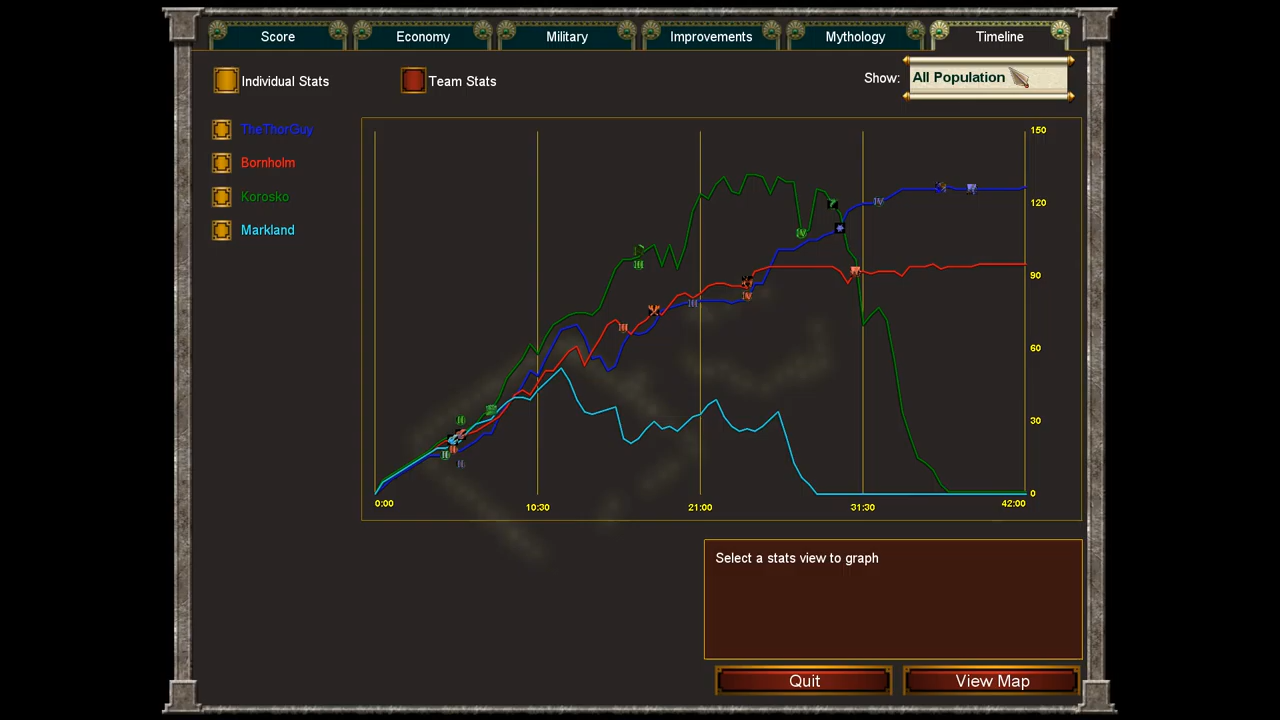 Score Economy Military Improvements Mythology Timeline
Individual Stats Team Stats Show: All Population
TheThorGuy
Bornholm
Korosko
Markland
150
120
90
60
30
0
0:00 10:30 21:00 31:30 42:00
Select a stats view to graph
Quit View Map